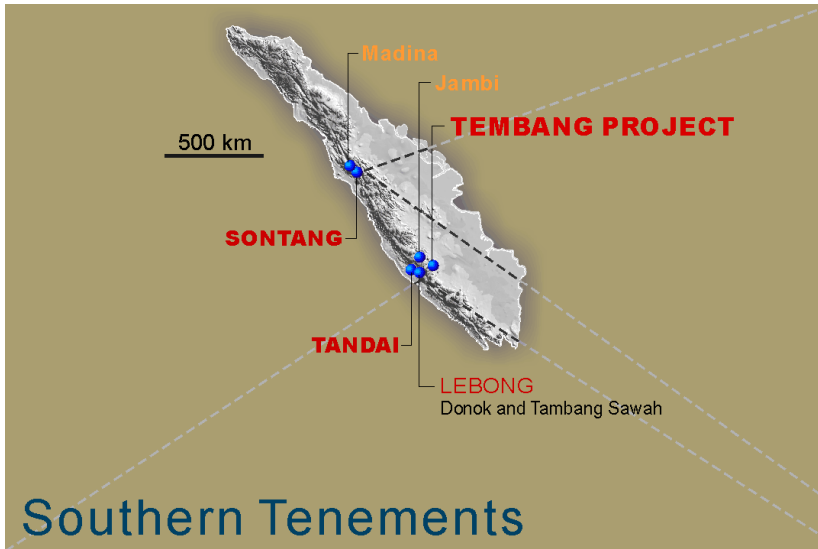 Madina
Jambi
TEMBANG PROJECT
500 km
SONTANG
TANDAI
LEBONG
Donok and Tambang Sawah
Southern Tenements